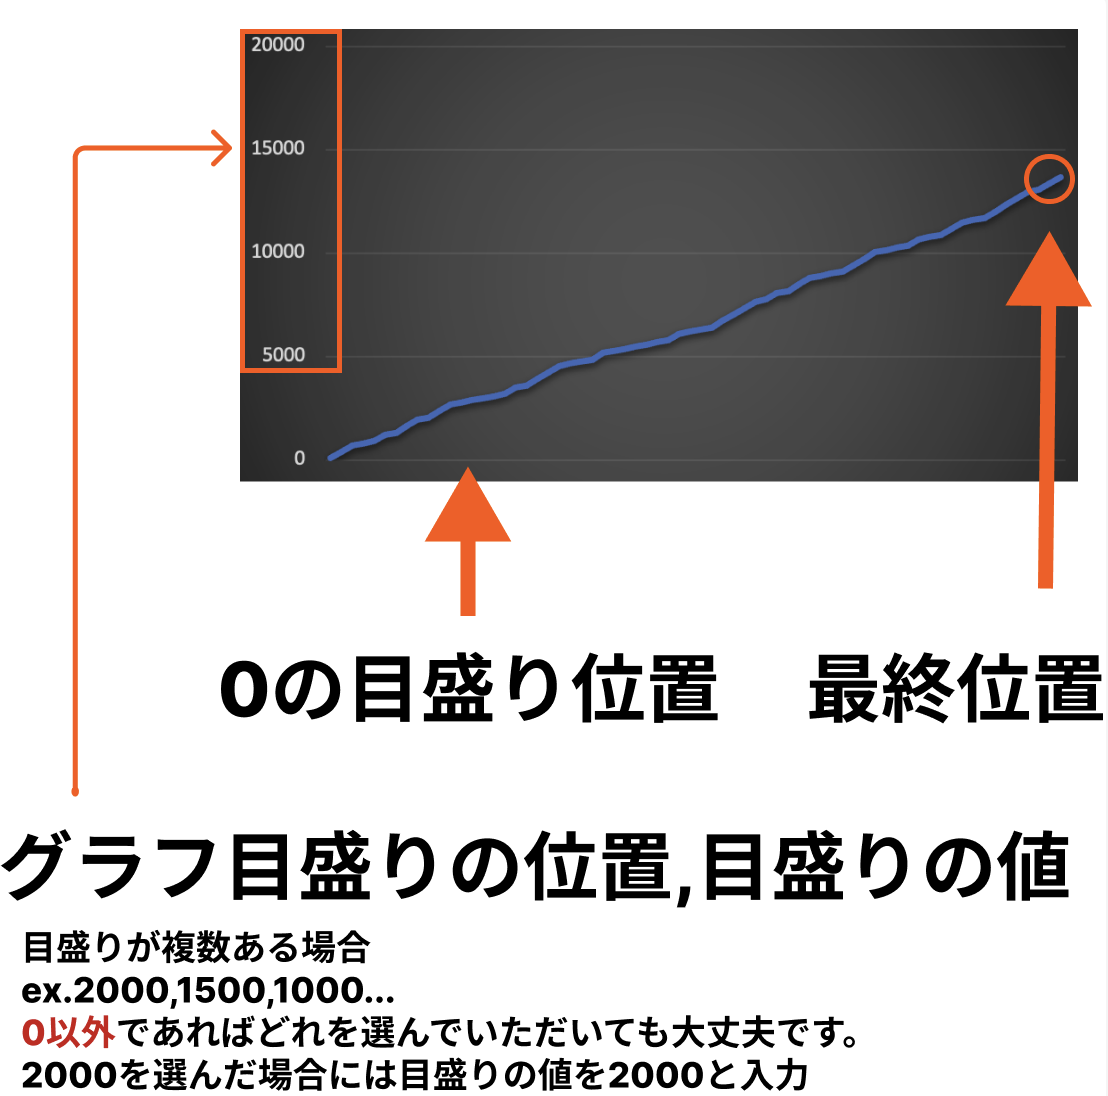 20000
15000
10000
5000
0
0の目盛り位置
最終位置
グラフ目盛りの位置,目盛りの値
目盛りが複数ある場合
ex.2000,1500,1000...
0以外であればどれを選んでいただいても大丈夫です。
2000を選んだ場合には目盛りの値を2000と入力